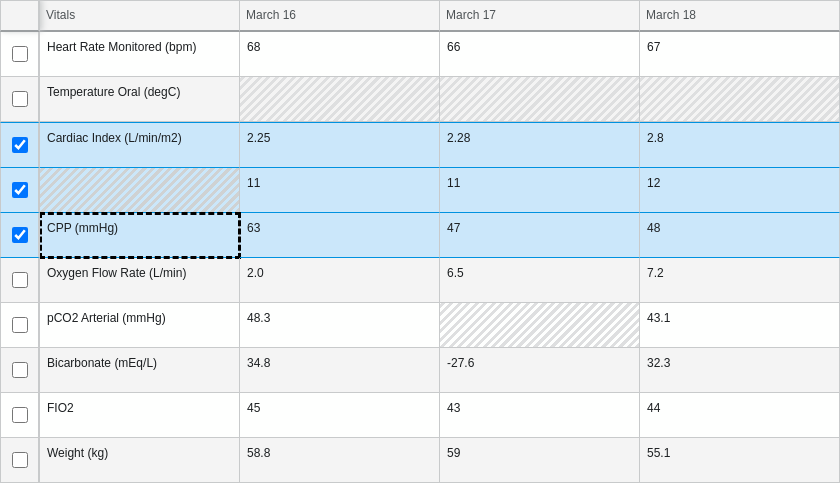 Vitals March 16 March 17 March 18
Heart Rate Monitored (bpm) 68 66 67
Temperature Oral (degC)
Cardiac Index (L/min/m2) 2.25 2.28 2.8
11 11 12
CPP (mmHg) 63 47 48
Oxygen Flow Rate (L/min) 2.0 6.5 7.2
pCO2 Arterial (mmHg) 48.3 43.1
Bicarbonate (mEq/L) 34.8 -27.6 32.3
FIO2 45 43 44
Weight (kg) 58.8 59 55.1